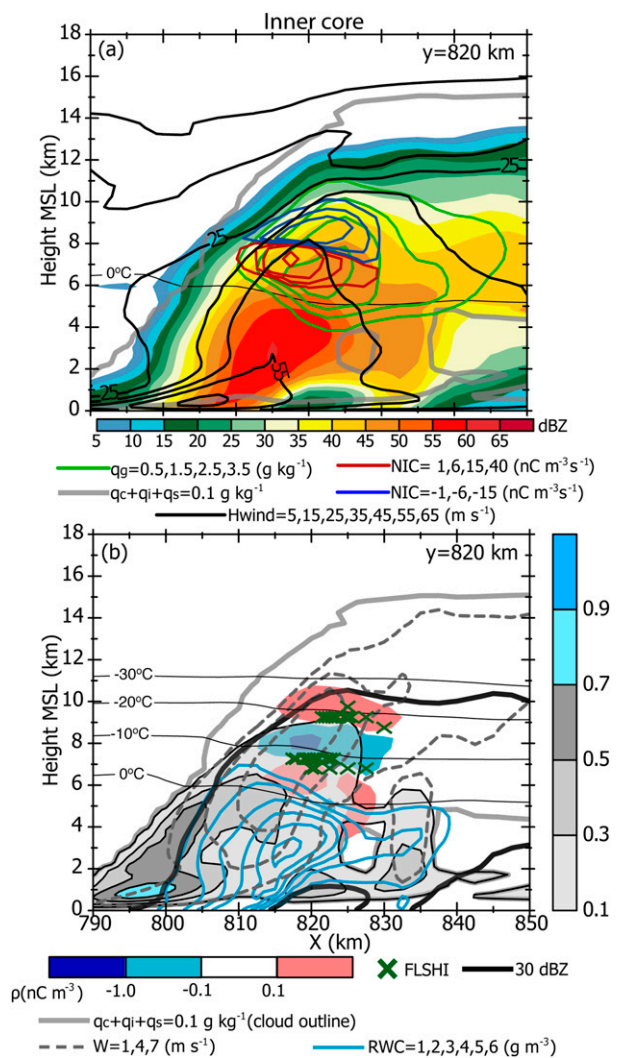 Inner core
(a)
y=820 km
18
16
14
12
10
8
6
4
2
0
Height MSL (km)
0°C
25
25
25
55
5 10 15 20 25 30 35 40 45 50 55 60 65 dBZ
qg=0.5,1.5,2.5,3.5 (g kg⁻¹)
NIC= 1,6,15,40 (nC m⁻³s⁻¹)
qc+qi+qs=0.1 g kg⁻¹
NIC=-1,-6,-15 (nC m⁻³s⁻¹)
Hwind=5,15,25,35,45,55,65 (m s⁻¹)
(b)
y=820 km
18
16
14
12
10
8
6
4
2
0
Height MSL (km)
-30°C
-20°C
-10°C
0°C
0.9
0.7
0.5
0.3
0.1
790 800 810 820 830 840 850
X (km)
ρ(nC m⁻³) -1.0 -0.1 0.1
FLSHI
30 dBZ
qc+qi+qs=0.1 g kg⁻¹(cloud outline)
W=1,4,7 (m s⁻¹)
RWC=1,2,3,4,5,6 (g m⁻³)